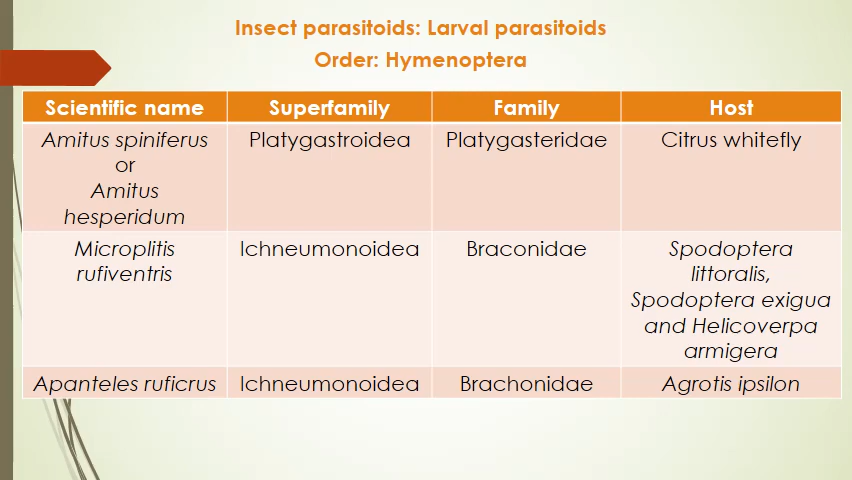 Insect parasitoids: Larval parasitoids
Order: Hymenoptera
Scientific name Superfamily Family Host
Amitus spiniferus Platygastroidea Platygasteridae Citrus whitefly
or
Amitus
hesperidum
Microplitis Ichneumonoidea Braconidae Spodoptera
rufiventris littoralis,
Spodoptera exigua
and Helicoverpa
armigera
Apanteles ruficrus Ichneumonoidea Brachonidae Agrotis ipsilon